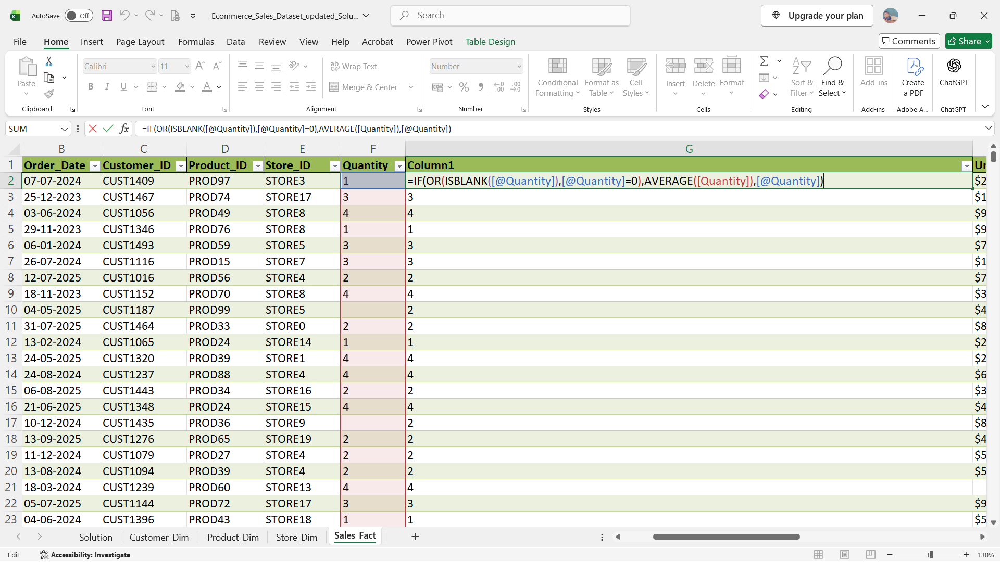 AutoSave Off Ecommerce_Sales_Dataset_updated_Solu... Search Upgrade your plan
File Home Insert Page Layout Formulas Data Review View Help Acrobat Power Pivot Table Design Comments Share
Paste Calibri 11 A A Wrap Text Number Conditional Formatting Format as Table Cell Styles Insert Delete Format Sort & Filter Find & Select Add-ins Create a PDF ChatGPT
B I U A Merge & Center %
Clipboard Font Alignment Number Styles Cells Editing Add-ins Adobe A... ChatGPT
SUM fx =IF(OR(ISBLANK([@Quantity]),[@Quantity]=0),AVERAGE([Quantity]),[@Quantity])
B C D E F G
1 Order_Date Customer_ID Product_ID Store_ID Quantity Column1
2 07-07-2024 CUST1409 PROD97 STORE3 1 =IF(OR(ISBLANK([@Quantity]),[@Quantity]=0),AVERAGE([Quantity]),[@Quantity]) $2
3 25-12-2023 CUST1467 PROD74 STORE17 3 3 $1
4 03-06-2024 CUST1056 PROD49 STORE8 4 4 $9
5 29-11-2023 CUST1346 PROD76 STORE8 1 1 $9
6 06-01-2024 CUST1493 PROD59 STORE5 3 3 $7
7 26-07-2024 CUST1116 PROD15 STORE7 3 3 $1
8 12-07-2025 CUST1016 PROD56 STORE4 2 2 $7
9 18-11-2023 CUST1152 PROD70 STORE8 4 4 $3
10 04-05-2025 CUST1187 PROD99 STORE5 2 $4
11 31-07-2025 CUST1464 PROD33 STORE0 2 2 $8
12 13-02-2024 CUST1065 PROD24 STORE14 1 1 $2
13 24-05-2025 CUST1320 PROD39 STORE1 4 4 $2
14 24-08-2024 CUST1237 PROD88 STORE4 4 4 $6
15 06-08-2025 CUST1443 PROD34 STORE16 2 2 $3
16 21-06-2025 CUST1348 PROD24 STORE15 4 4 $4
17 10-12-2024 CUST1435 PROD36 STORE9 2 $8
18 13-09-2025 CUST1276 PROD65 STORE19 2 2 $4
19 11-12-2024 CUST1079 PROD27 STORE4 2 2 $5
20 13-08-2024 CUST1094 PROD39 STORE4 2 2 $5
21 18-03-2024 CUST1239 PROD60 STORE13 4 4
22 05-07-2025 CUST1144 PROD72 STORE17 3 3 $9
23 04-06-2024 CUST1396 PROD43 STORE18 1 1 $5
Solution Customer_Dim Product_Dim Store_Dim Sales_Fact
Edit Accessibility: Investigate 130%